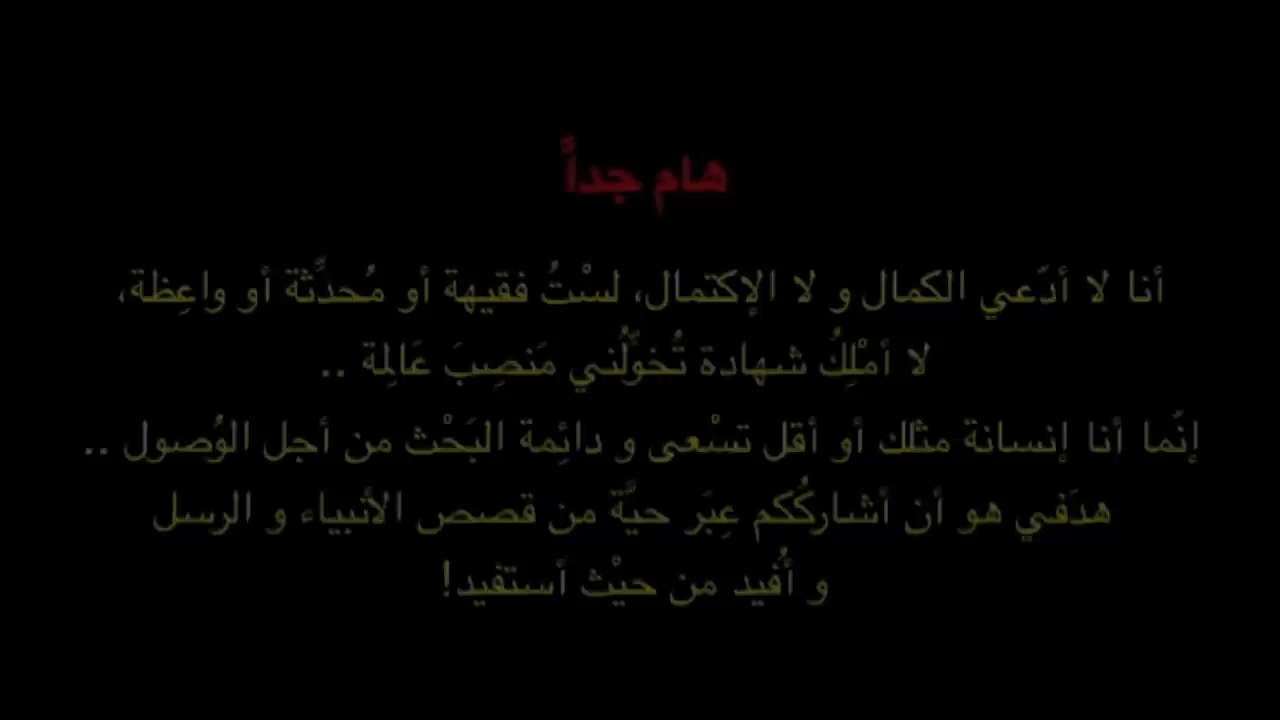 هام جداً
أنا لا أدّعي الكمال و لا الإكتمال، لسْتُ فقيهة أو مُحدِّثة أو واعِظة،
لا أمْلِكُ شهادة تُخوِّلُني مَنصِبَ عَالِمة ..
إنّما أنا إنسانة مثلك أو أقل تسْعى و دائِمة البَحْث من أجل الوُصول ..
هدَفي هو أن أشاركُكم عِبَر حيَّة من قصص الأنبياء و الرسل
و أُفيد من حيْث أستفيد!